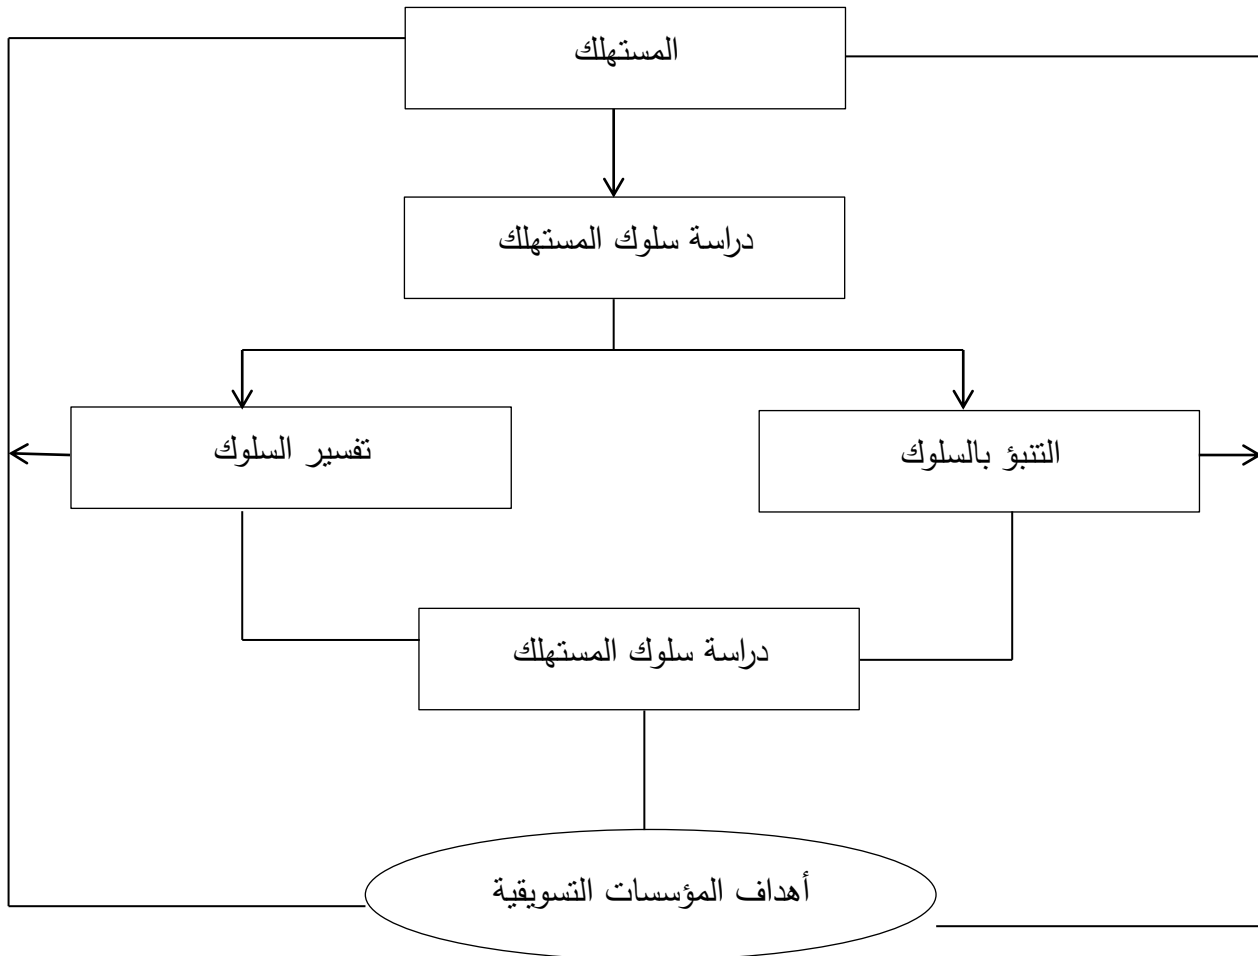 المستهلك
دراسة سلوك المستهلك
التنبؤ بالسلوك
تفسير السلوك
دراسة سلوك المستهلك
أهداف المؤسسات التسويقية